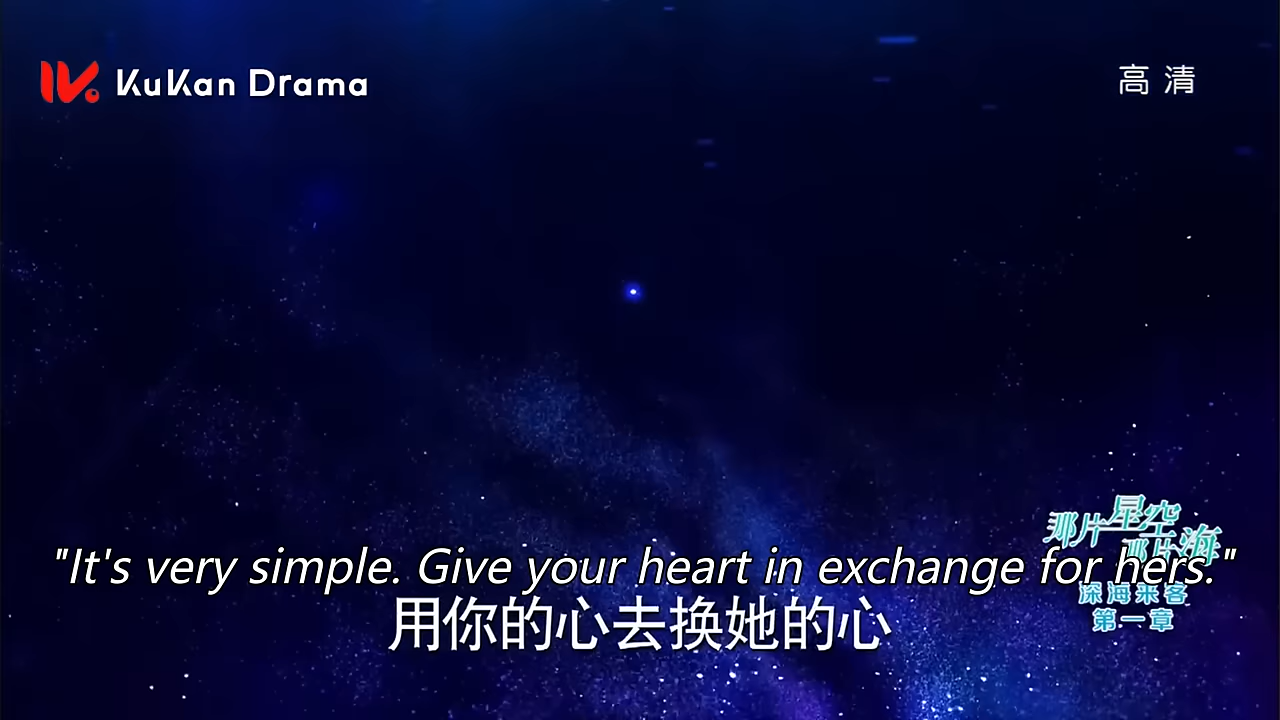 KuKan Drama
高清
那片星空
那片海
"It's very simple. Give your heart in exchange for hers."
深海来客
用你的心去换她的心
第一章